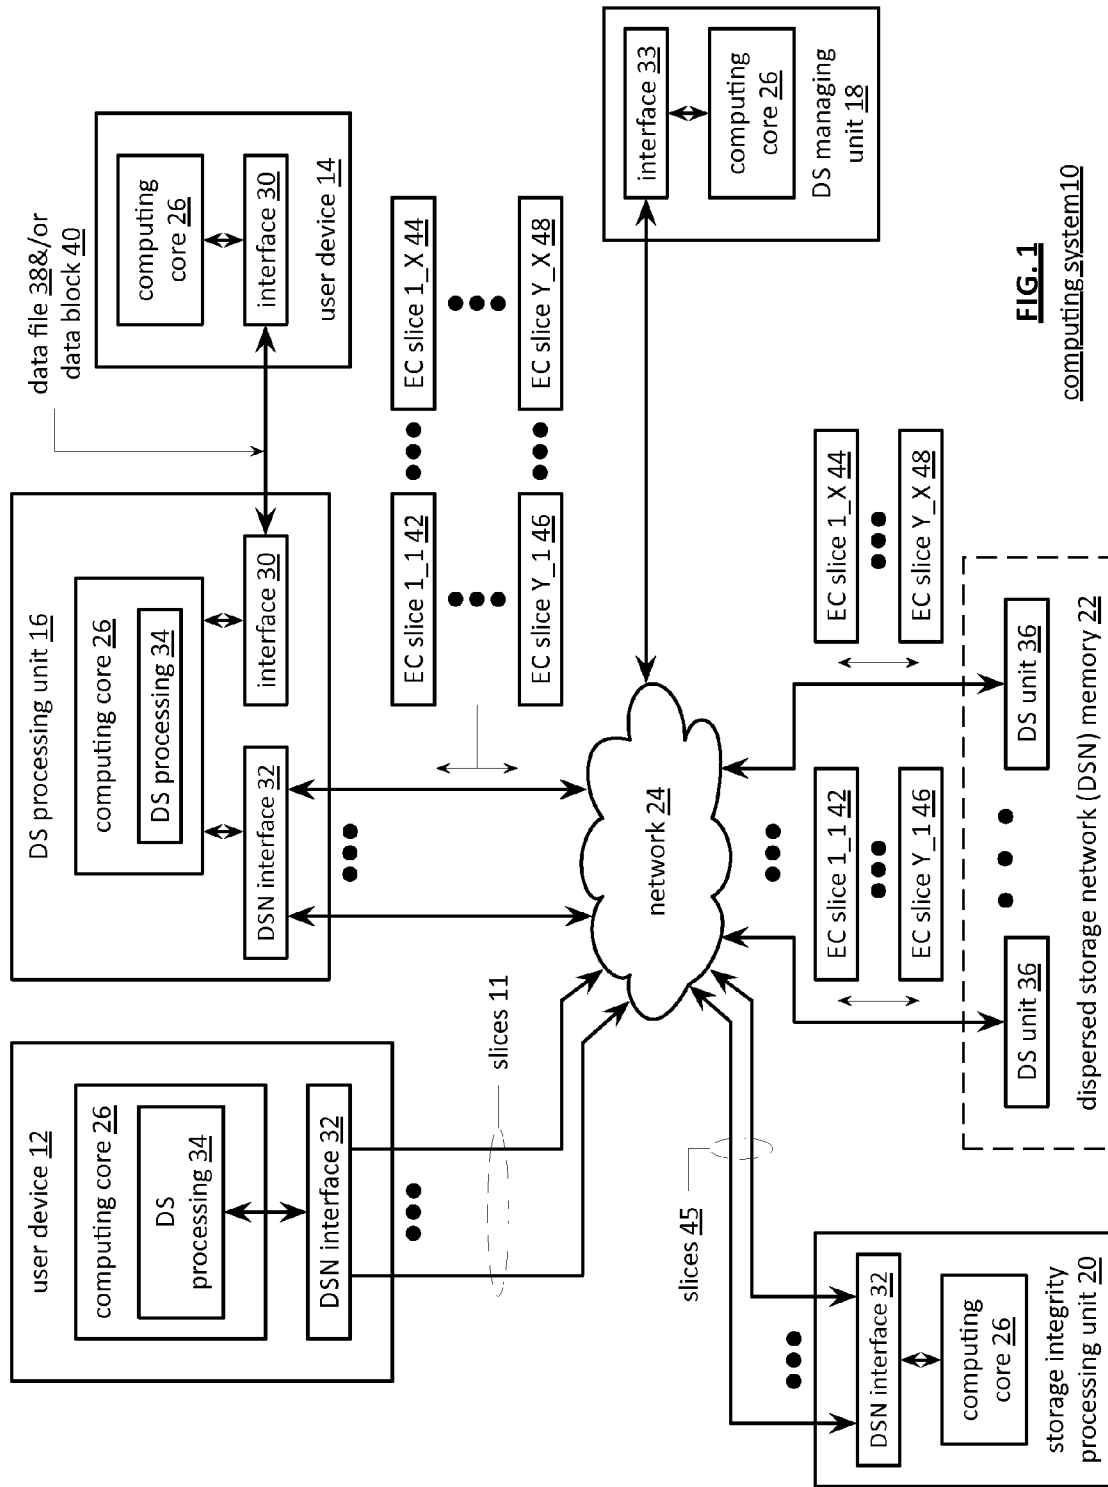 user device 12
computing core 26
DS
processing 34
DSN interface 32
slices 11
DS processing unit 16
computing core 26
DS processing 34
DSN interface 32
interface 30
data file 38&/or
data block 40
computing
core 26
interface 30
user device 14
EC slice 1_1 42
EC slice 1_X 44
EC slice Y_1 46
EC slice Y_X 48
network 24
interface 33
computing
core 26
DS managing
unit 18
slices 45
DSN interface 32
computing
core 26
storage integrity
processing unit 20
EC slice 1_1 42
EC slice Y_1 46
EC slice 1_X 44
EC slice Y_X 48
DS unit 36
DS unit 36
dispersed storage network (DSN) memory 22
FIG. 1
computing system10